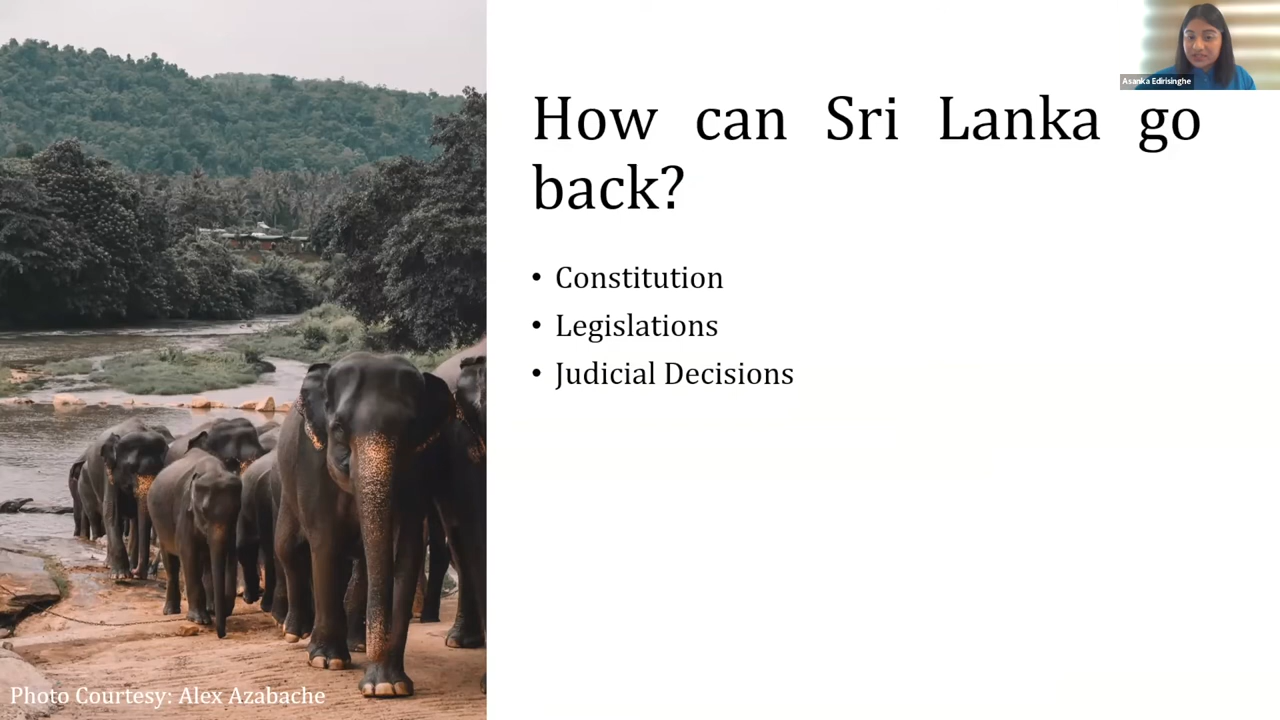 Asanka Edirisinghe
How can Sri Lanka go
back?
• Constitution
• Legislations
• Judicial Decisions
Photo Courtesy: Alex Azabache